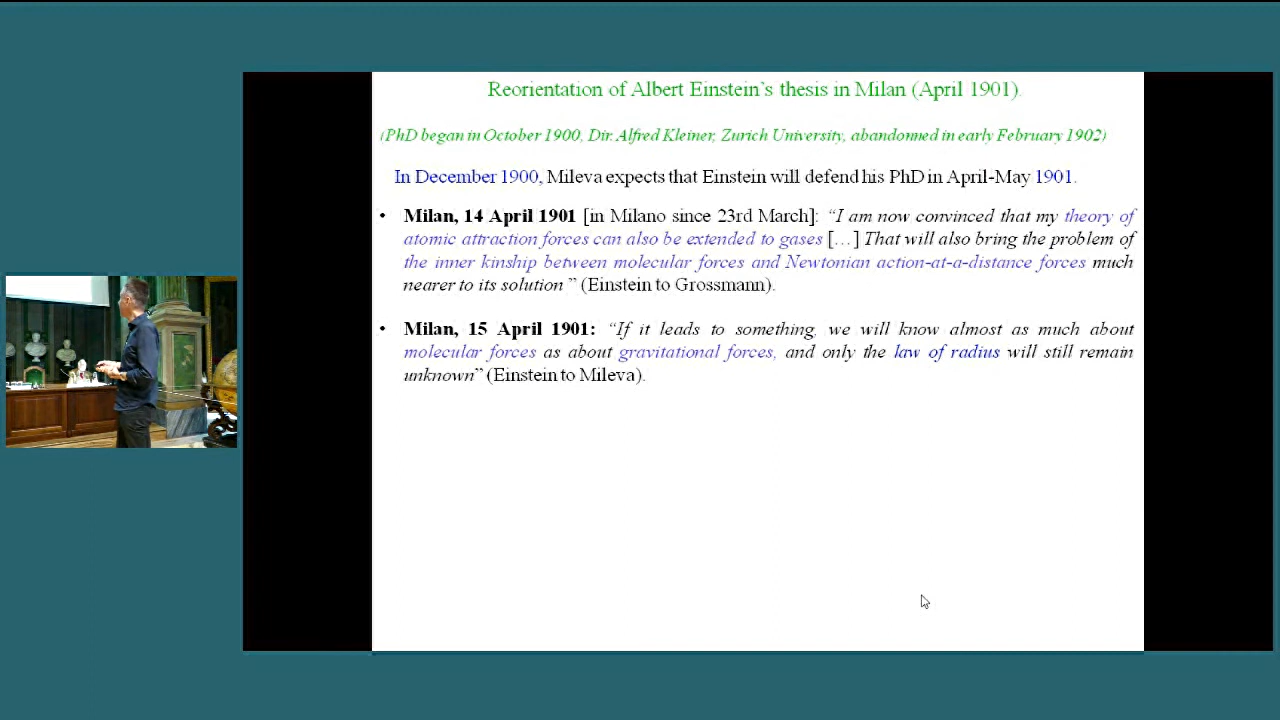 Reorientation of Albert Einstein's thesis in Milan (April 1901).
(PhD began in October 1900, Dir. Alfred Kleiner, Zurich University, abandonned in early February 1902)
In December 1900, Mileva expects that Einstein will defend his PhD in April-May 1901.
• Milan, 14 April 1901 [in Milano since 23rd March]: “I am now convinced that my theory of
atomic attraction forces can also be extended to gases […] That will also bring the problem of
the inner kinship between molecular forces and Newtonian action-at-a-distance forces much
nearer to its solution ” (Einstein to Grossmann).
• Milan, 15 April 1901: “If it leads to something, we will know almost as much about
molecular forces as about gravitational forces, and only the law of radius will still remain
unknown” (Einstein to Mileva).